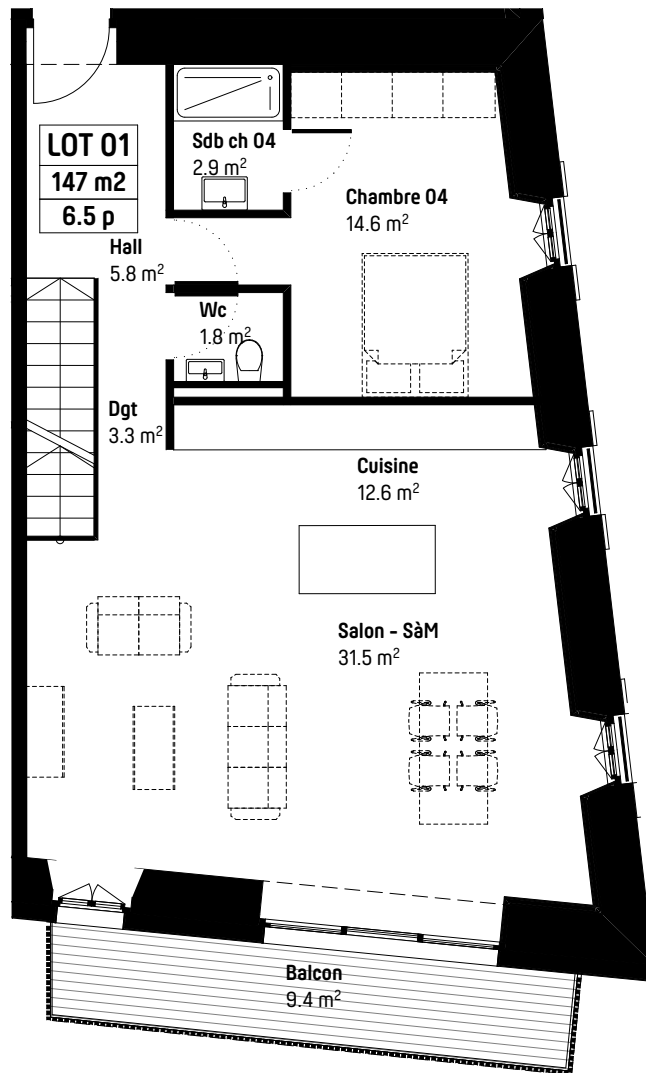 LOT 01
147 m2
6.5 p
Sdb ch 04
2.9 m²
Chambre 04
14.6 m²
Hall
5.8 m²
Wc
1.8 m²
Dgt
3.3 m²
Cuisine
12.6 m²
Salon - SàM
31.5 m²
Balcon
9.4 m²